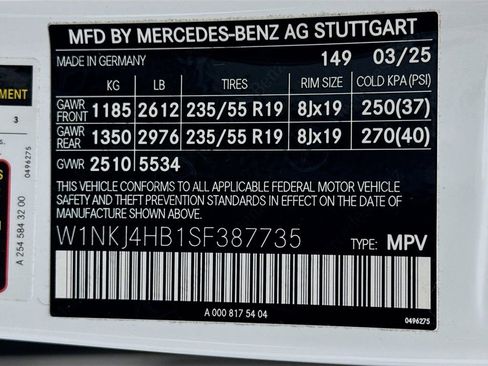 MFD BY MERCEDES-BENZ AG STUTTGART
MADE IN GERMANY 149 03/25
KG LB TIRES RIM SIZE COLD KPA(PSI)
GAWR FRONT 1185 2612 235/55 R19 8Jx19 250(37)
GAWR REAR 1350 2976 235/55 R19 8Jx19 270(40)
GVWR 2510 5534
THIS VEHICLE CONFORMS TO ALL APPLICABLE FEDERAL MOTOR VEHICLE
SAFETY AND THEFT PREVENTION STANDARDS IN EFFECT ON THE DATE OF
MANUFACTURE SHOWN ABOVE.
W1NKJ4HB1SF387735 TYPE: MPV
A 000 817 54 04
0496275
3
0496275
A 254 584 32 00